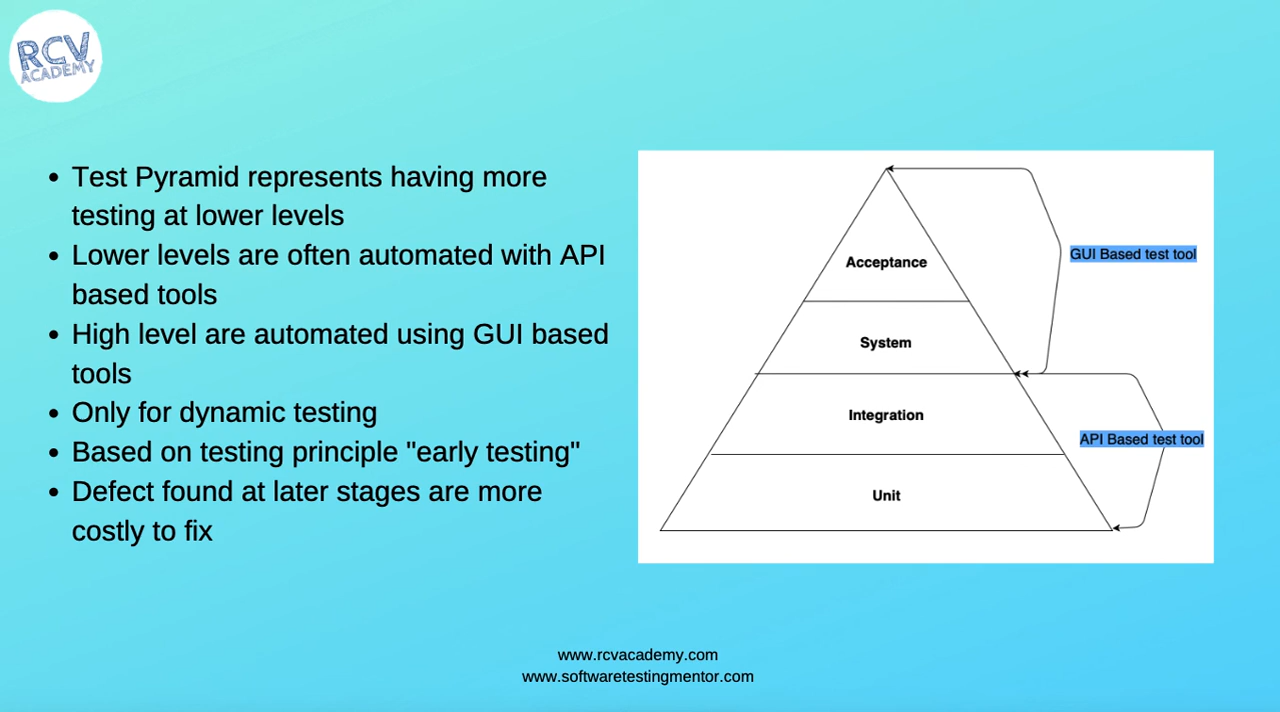 RCV
ACADEMY
• Test Pyramid represents having more
testing at lower levels
• Lower levels are often automated with API
based tools
• High level are automated using GUI based
tools
• Only for dynamic testing
• Based on testing principle "early testing"
• Defect found at later stages are more
costly to fix
Acceptance
GUI Based test tool
System
Integration
API Based test tool
Unit
www.rcvacademy.com
www.softwaretestingmentor.com